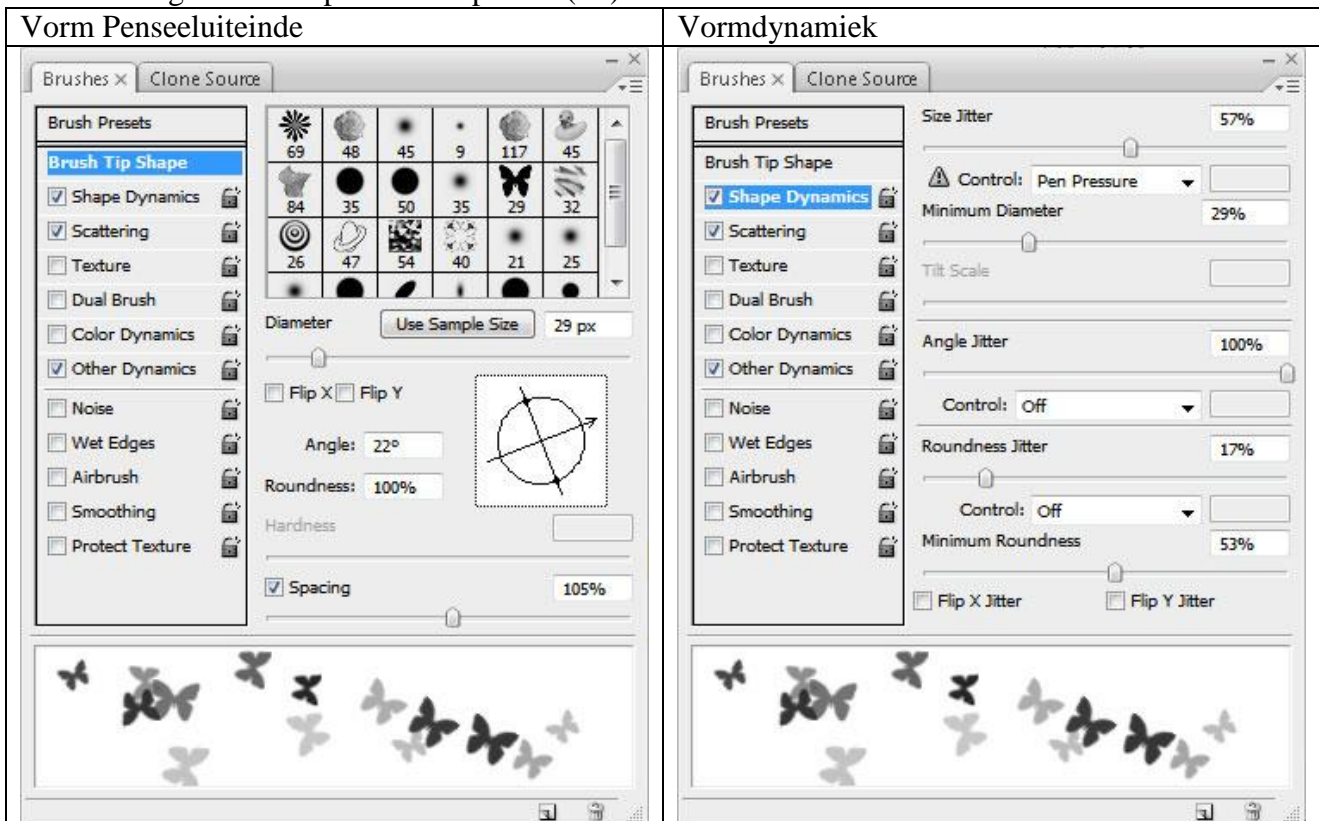 Vorm Penseeluiteinde
Brushes × Clone Source
Brush Presets
Brush Tip Shape
Shape Dynamics
Scattering
Texture
Dual Brush
Color Dynamics
Other Dynamics
Noise
Wet Edges
Airbrush
Smoothing
Protect Texture
69 48 45 9 117 45
84 35 50 35 29 32
26 47 54 40 21 25
Diameter Use Sample Size 29 px
Flip X Flip Y
Angle: 22º
Roundness: 100%
Hardness
Spacing 105%
Vormdynamiek
Brushes × Clone Source
Brush Presets
Brush Tip Shape
Shape Dynamics
Scattering
Texture
Dual Brush
Color Dynamics
Other Dynamics
Noise
Wet Edges
Airbrush
Smoothing
Protect Texture
Size Jitter 57%
Control: Pen Pressure
Minimum Diameter 29%
Tilt Scale
Angle Jitter 100%
Control: Off
Roundness Jitter 17%
Control: Off
Minimum Roundness 53%
Flip X Jitter Flip Y Jitter